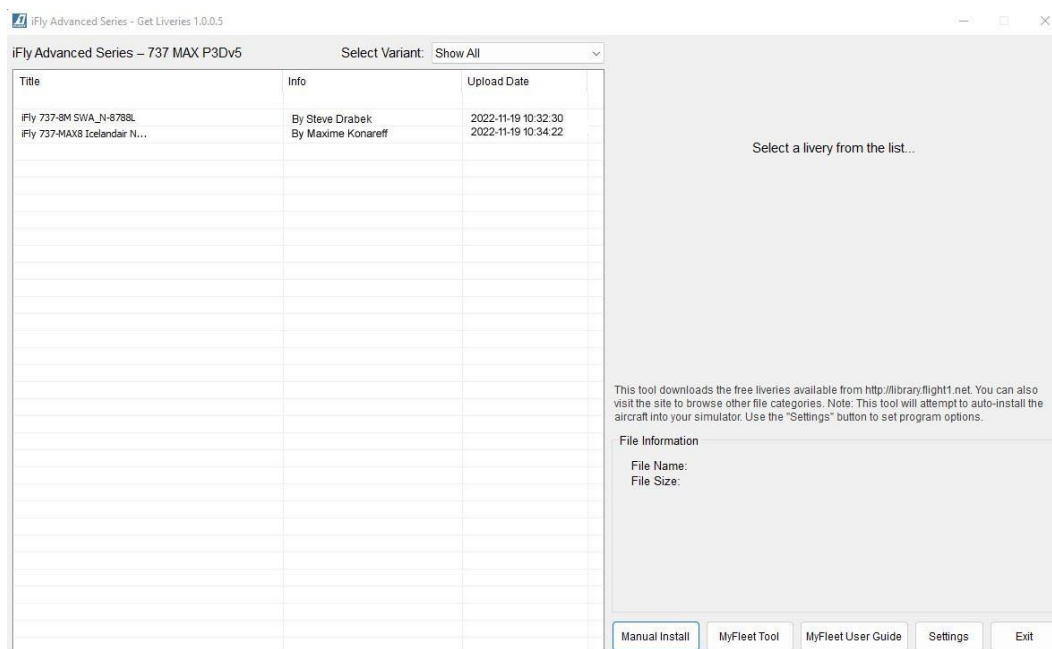 iFly Advanced Series - Get Liveries 1.0.0.5
iFly Advanced Series – 737 MAX P3Dv5
Select Variant: Show All
Title Info Upload Date
iFly 737-8M SWA_N-8788L By Steve Drabek 2022-11-19 10:32:30
iFly 737-MAX8 Icelandair N... By Maxime Konareff 2022-11-19 10:34:22
Select a livery from the list...
This tool downloads the free liveries available from http://library.flight1.net. You can also
visit the site to browse other file categories. Note: This tool will attempt to auto-install the
aircraft into your simulator. Use the "Settings" button to set program options.
File Information
File Name:
File Size:
Manual Install MyFleet Tool MyFleet User Guide Settings Exit